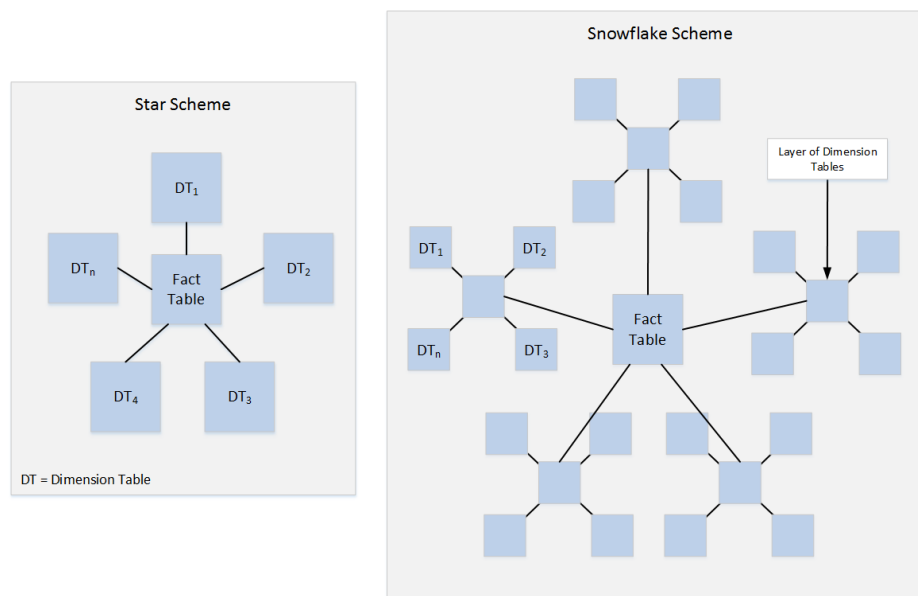 Star Scheme
DT₁
DTₙ
Fact
Table
DT₂
DT₄
DT₃
DT = Dimension Table
Snowflake Scheme
Layer of Dimension
Tables
DT₁
DT₂
Fact
Table
DTₙ
DT₃